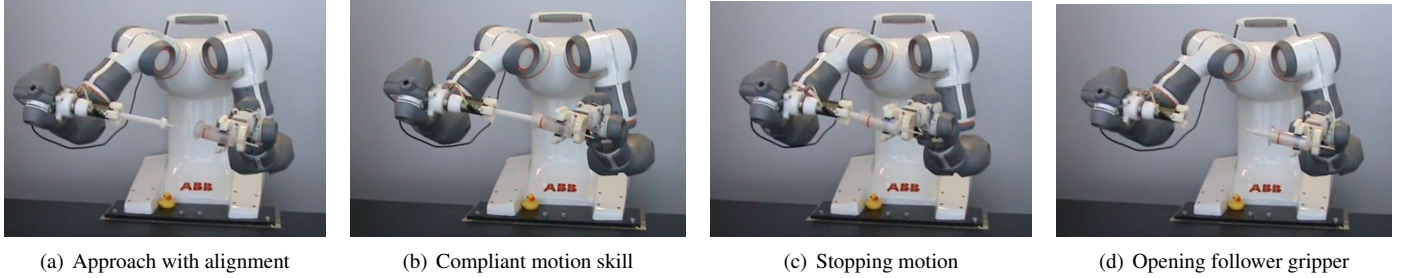 ABB
ABB
ABB
ABB
(a) Approach with alignment
(b) Compliant motion skill
(c) Stopping motion
(d) Opening follower gripper